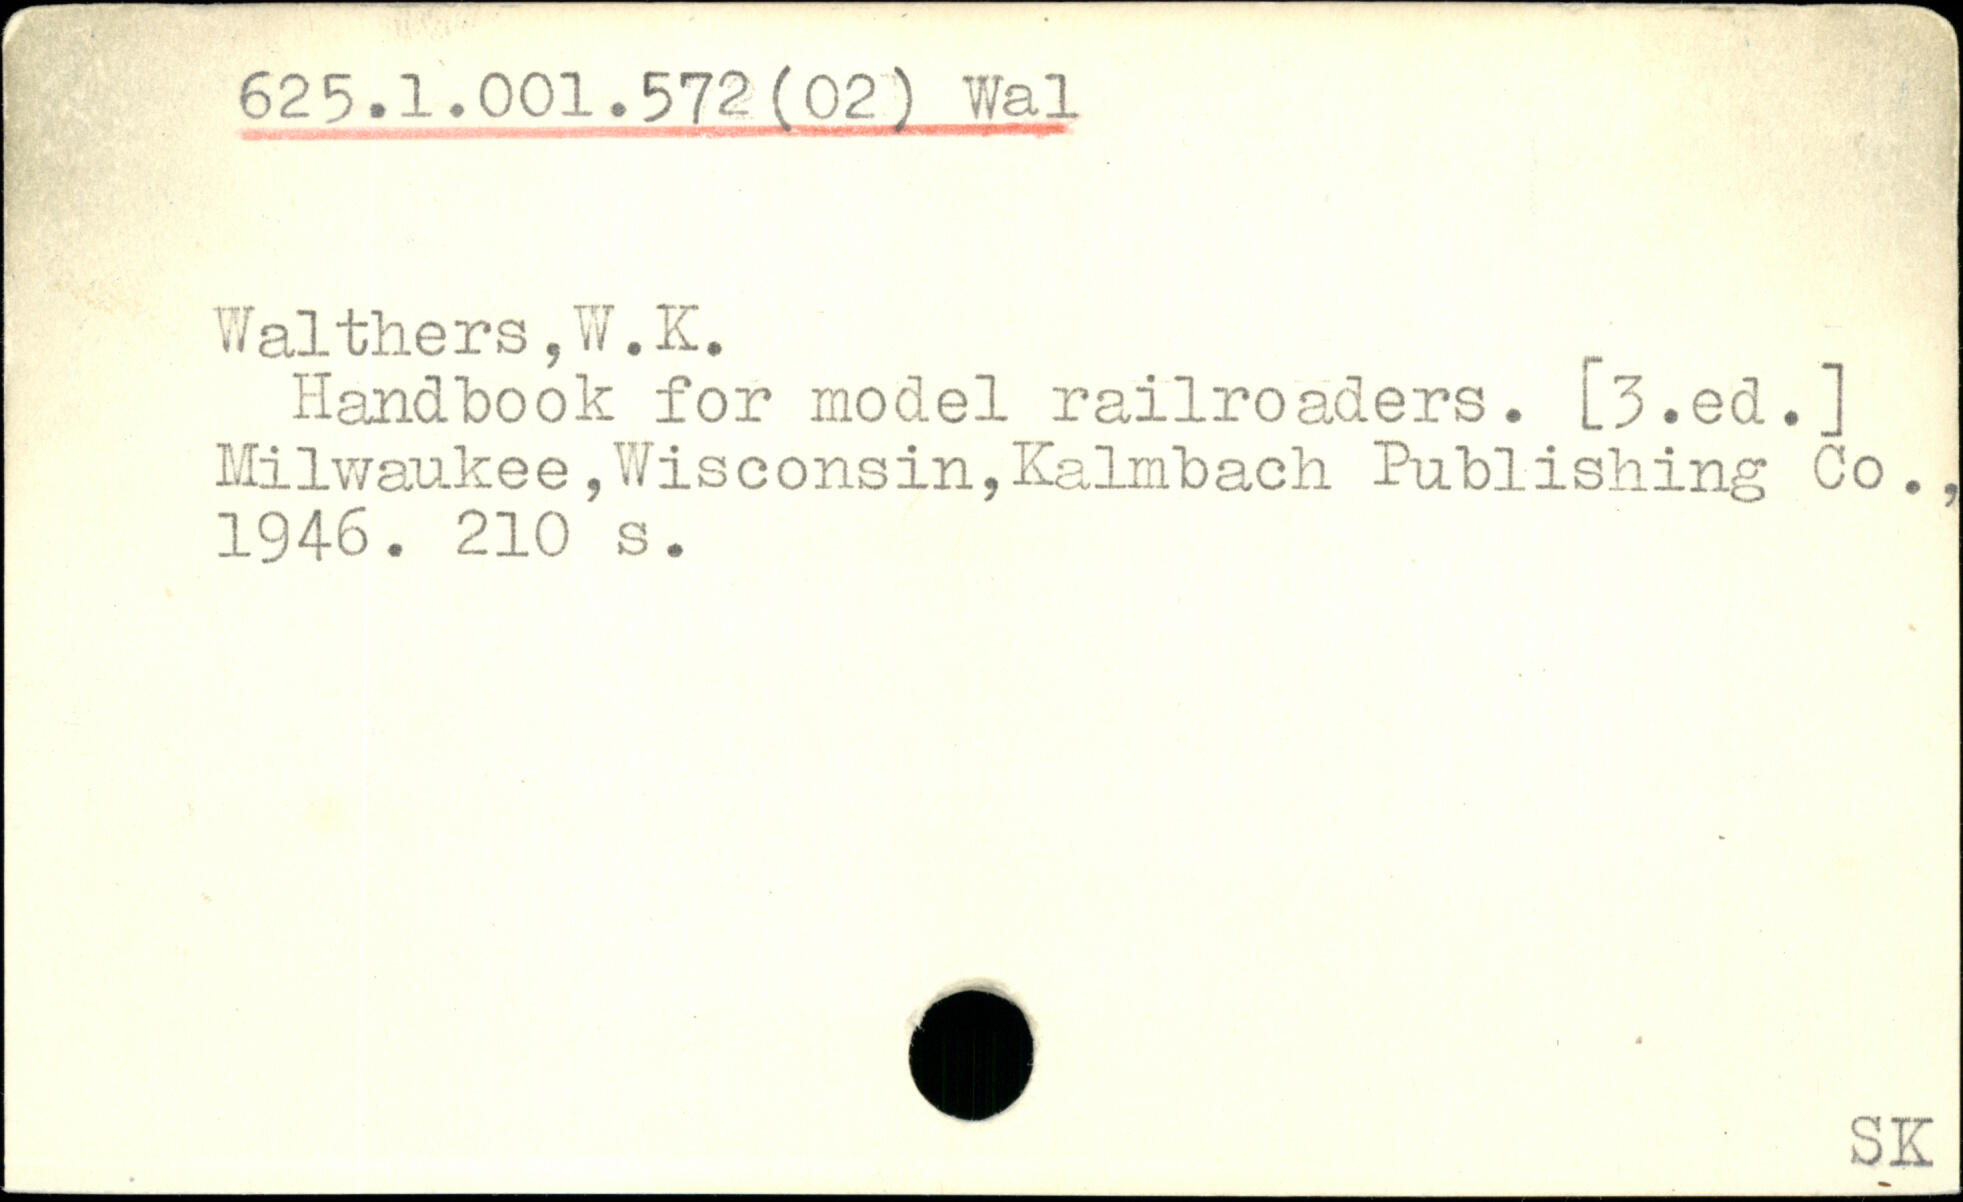 625.1.001.572(02) Wal
Walthers,W.K.
Handbook for model railroaders. [3.ed.]
Milwaukee,Wisconsin,Kalmbach Publishing Co.,
1946. 210 s.
SK